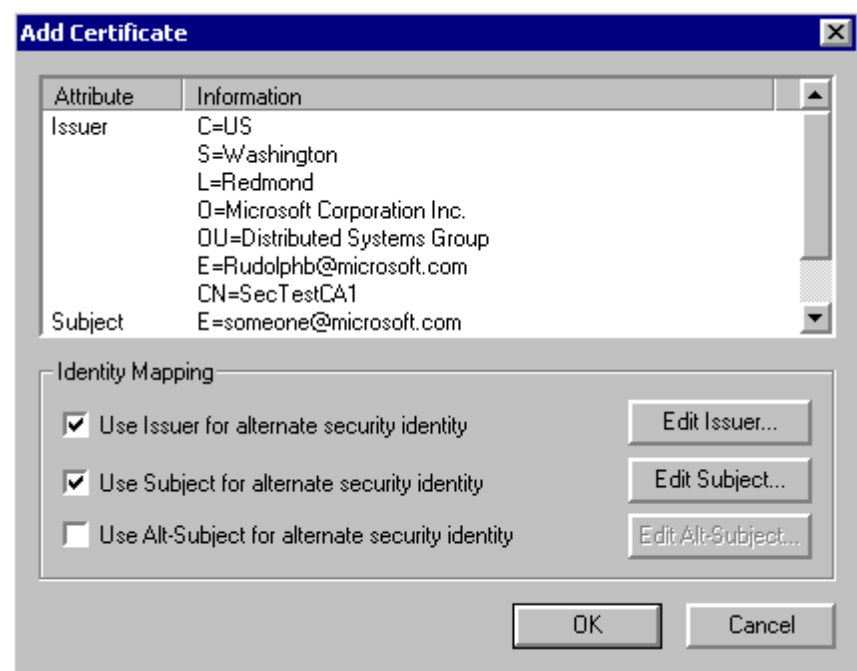 Add Certificate
Attribute Information
Issuer C=US
S=Washington
L=Redmond
O=Microsoft Corporation Inc.
OU=Distributed Systems Group
E=Rudolphb@microsoft.com
CN=SecTestCA1
Subject E=someone@microsoft.com
Identity Mapping
Use Issuer for alternate security identity Edit Issuer...
Use Subject for alternate security identity Edit Subject...
Use Alt-Subject for alternate security identity Edit Alt-Subject...
OK Cancel